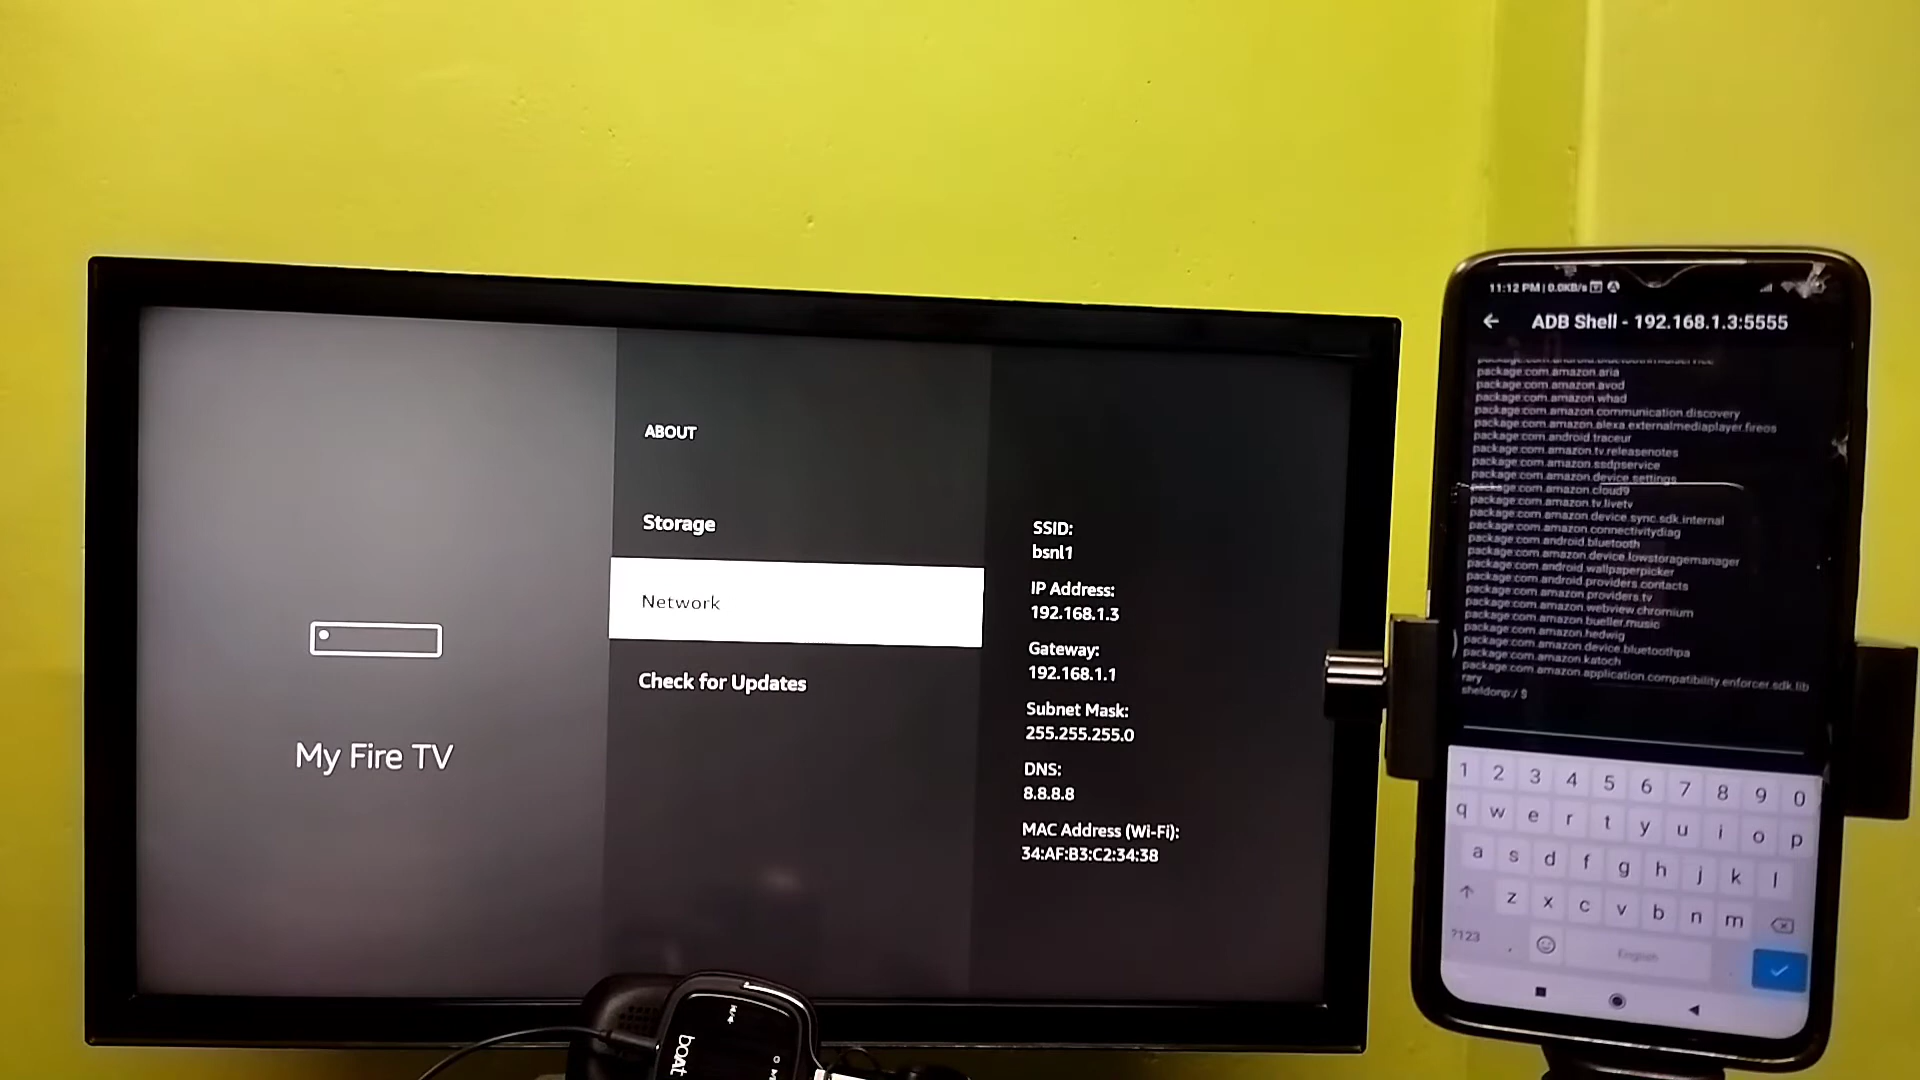 My Fire TV
ABOUT
Storage
Network
Check for Updates
SSID:
bsnl1
IP Address:
192.168.1.3
Gateway:
192.168.1.1
Subnet Mask:
255.255.255.0
DNS:
8.8.8.8
MAC Address (Wi-Fi):
34:AF:B3:C2:34:38
boAt
11:12 PM | 0.0KB/s
ADB Shell - 192.168.1.3:5555
package:com.amazon.aria
package:com.amazon.avod
package:com.amazon.whad
package:com.amazon.communication.discovery
package:com.amazon.alexa.externalmediaplayer.fireos
package:com.android.traceur
package:com.amazon.tv.releasenotes
package:com.amazon.ssdpservice
package:com.amazon.device.settings
package:com.amazon.cloud9
package:com.amazon.tv.livetv
package:com.amazon.device.sync.sdk.internal
package:com.amazon.connectivitydiag
package:com.android.bluetooth
package:com.amazon.device.lowstoragemanager
package:com.android.wallpaperpicker
package:com.android.providers.contacts
package:com.amazon.providers.tv
package:com.amazon.webview.chromium
package:com.amazon.bueller.music
package:com.amazon.hedwig
package:com.amazon.device.bluetoothpa
package:com.amazon.katoch
package:com.amazon.application.compatibility.enforcer.sdk.lib
rary
sheldonp:/ $
1 2 3 4 5 6 7 8 9 0
q w e r t y u i o p
a s d f g h j k l
z x c v b n m
?123 , English .